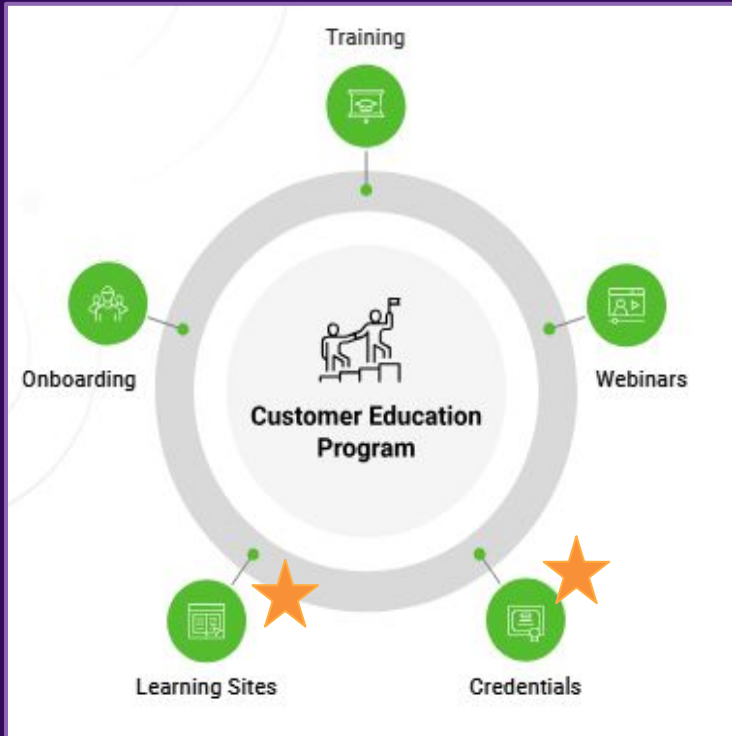 Training
Onboarding
Webinars
Customer Education
Program
Learning Sites
Credentials